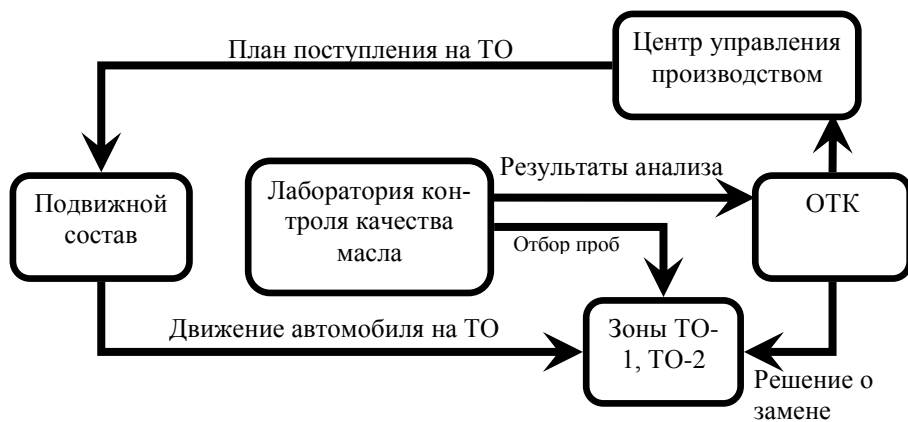 План поступления на ТО
Центр управления
производством
Подвижной
состав
Лаборатория кон-
троля качества
масла
Результаты анализа
Отбор проб
ОТК
Движение автомобиля на ТО
Зоны ТО-
1, ТО-2
Решение о
замене